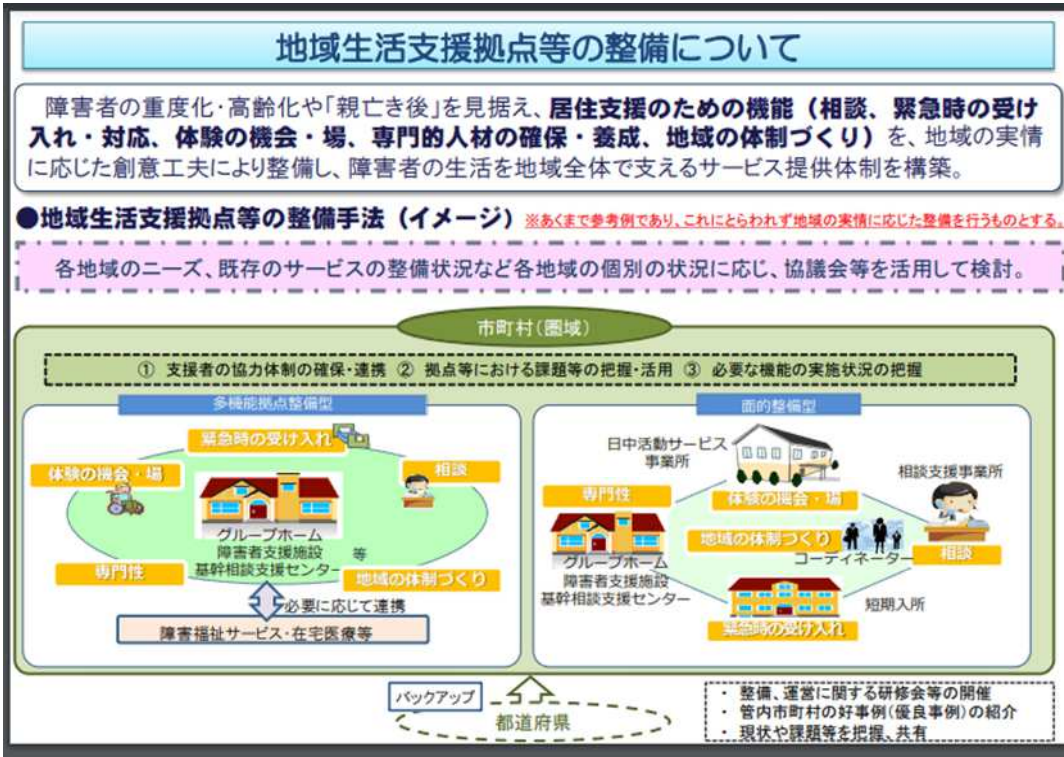 地域生活支援拠点等の整備について
障害者の重度化・高齢化や「親亡き後」を見据え、居住支援のための機能（相談、緊急時の受け
入れ・対応、体験の機会・場、専門的人材の確保・養成、地域の体制づくり）を、地域の実情
に応じた創意工夫により整備し、障害者の生活を地域全体で支えるサービス提供体制を構築。
●地域生活支援拠点等の整備手法（イメージ）※あくまで参考例であり、これにとらわれず地域の実情に応じた整備を行うものとする。
各地域のニーズ、既存のサービスの整備状況など各地域の個別の状況に応じ、協議会等を活用して検討。
市町村（圏域）
① 支援者の協力体制の確保・連携 ② 拠点等における課題等の把握・活用 ③ 必要な機能の実施状況の把握
多機能拠点整備型
緊急時の受け入れ
体験の機会・場
相談
グループホーム
障害者支援施設
基幹相談支援センター
等
専門性
地域の体制づくり
必要に応じて連携
障害福祉サービス・在宅医療等
面的整備型
日中活動サービス
事業所
相談支援事業所
専門性
体験の機会・場
地域の体制づくり
コーディネーター
相談
グループホーム
障害者支援施設
基幹相談支援センター
短期入所
緊急時の受け入れ
バックアップ
都道府県
・ 整備、運営に関する研修会等の開催
・ 管内市町村の好事例（優良事例）の紹介
・ 現状や課題等を把握、共有